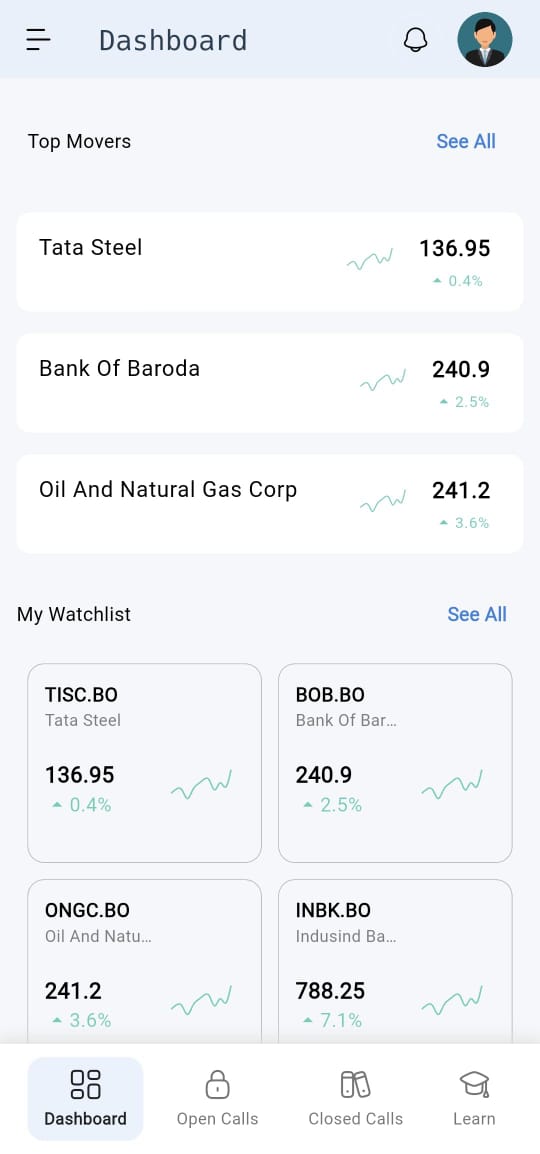 Dashboard
Top Movers
See All
Tata Steel
136.95
0.4%
Bank Of Baroda
240.9
2.5%
Oil And Natural Gas Corp
241.2
3.6%
My Watchlist
See All
TISC.BO
Tata Steel
136.95
0.4%
BOB.BO
Bank Of Bar...
240.9
2.5%
ONGC.BO
Oil And Natu...
241.2
3.6%
INBK.BO
Indusind Ba...
788.25
7.1%
Dashboard
Open Calls
Closed Calls
Learn